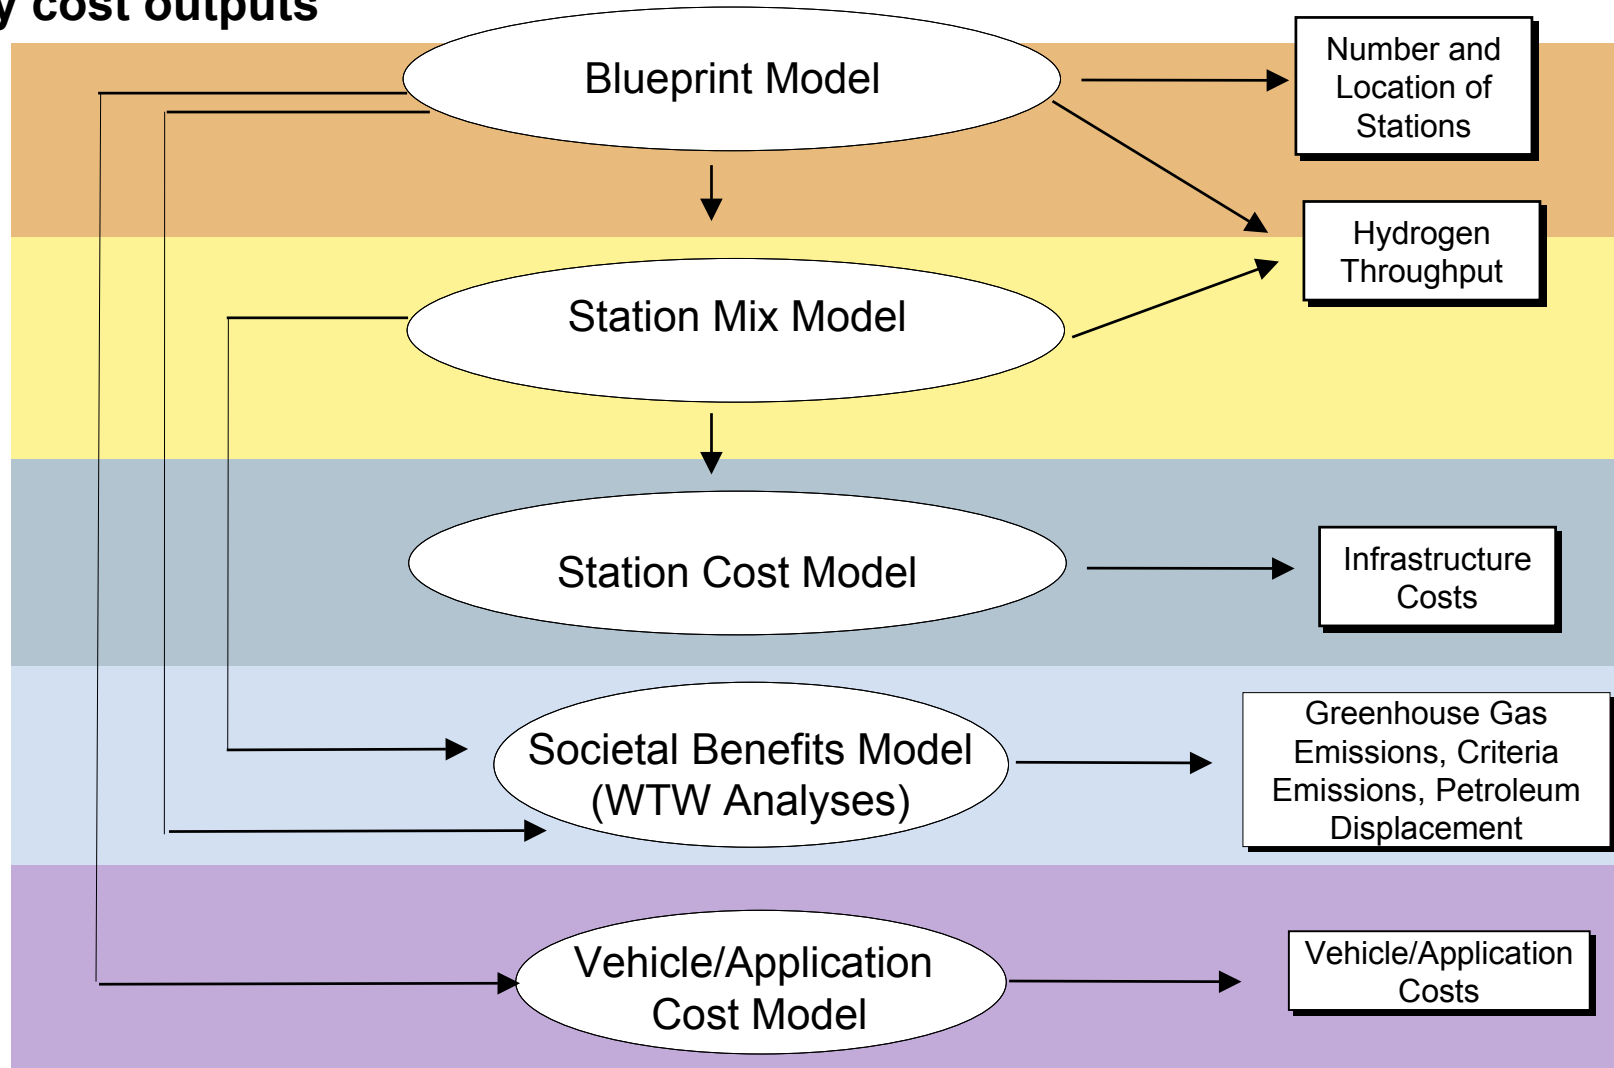 y cost outputs
Blueprint Model
Number and
Location of
Stations
Hydrogen
Throughput
Station Mix Model
Station Cost Model
Infrastructure
Costs
Societal Benefits Model
(WTW Analyses)
Greenhouse Gas
Emissions, Criteria
Emissions, Petroleum
Displacement
Vehicle/Application
Cost Model
Vehicle/Application
Costs